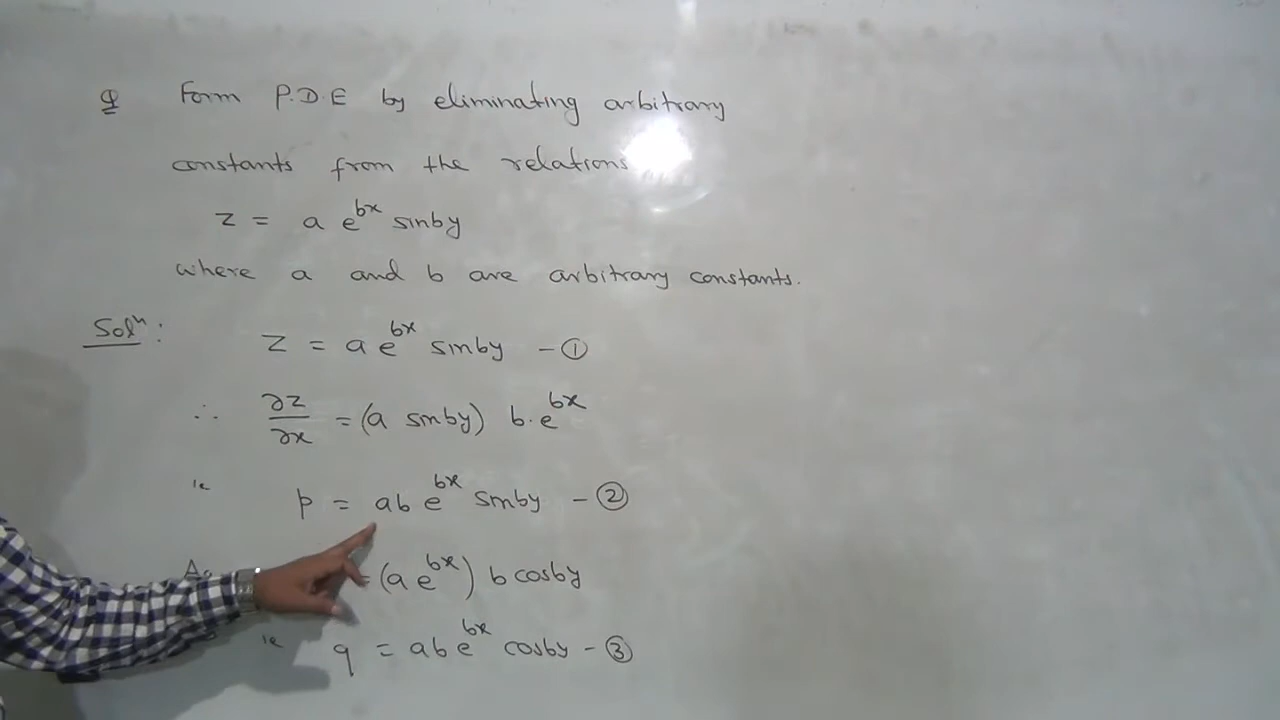 Q Form P.D.E by eliminating arbitrary
constants from the relations
z = a e^{bx} sinby
where a and b are arbitrary constants.
Solⁿ :
z = a e^{bx} sinby - ①
∴ ∂z/∂x = (a sinby) b. e^{bx}
ie p = ab e^{bx} sinby - ②
= (a e^{bx}) b cosby
ie q = ab e^{bx} cosby - ③